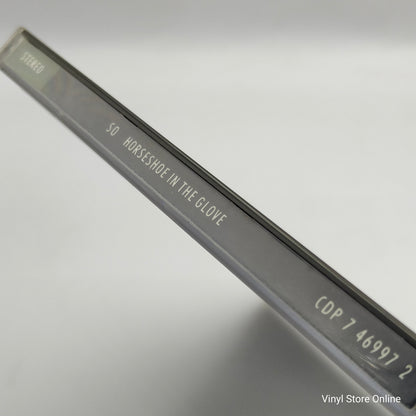 STEREO
SO HORSESHOE IN THE GLOVE
CDP 7 46997 2
Vinyl Store Online